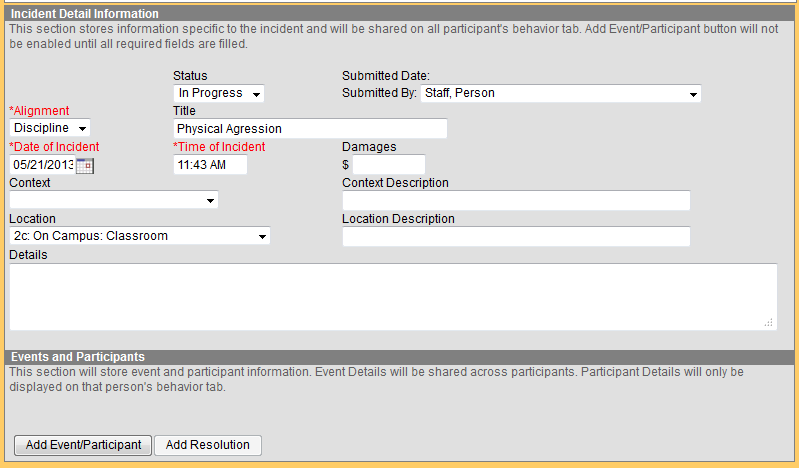 Incident Detail Information
This section stores information specific to the incident and will be shared on all participant's behavior tab. Add Event/Participant button will not
be enabled until all required fields are filled.
Status Submitted Date:
In Progress Submitted By: Staff, Person
*Alignment Title
Discipline Physical Agression
*Date of Incident *Time of Incident Damages
05/21/2013 11:43 AM $
Context Context Description
Location Location Description
2c: On Campus: Classroom
Details
Events and Participants
This section will store event and participant information. Event Details will be shared across participants. Participant Details will only be
displayed on that person's behavior tab.
Add Event/Participant Add Resolution